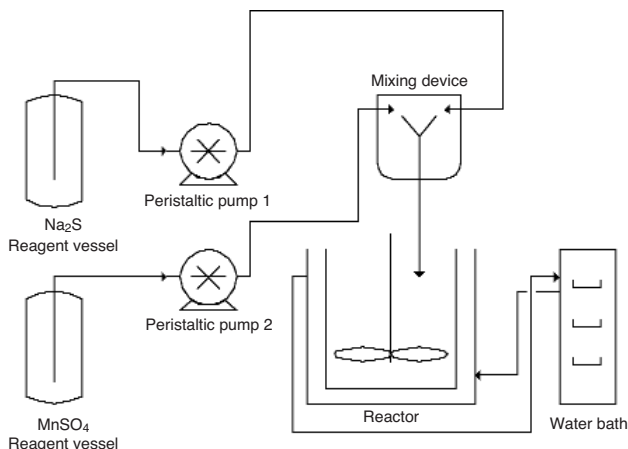 Mixing device
Peristaltic pump 1
Na₂S
Reagent vessel
Peristaltic pump 2
MnSO₄
Reagent vessel
Reactor
Water bath